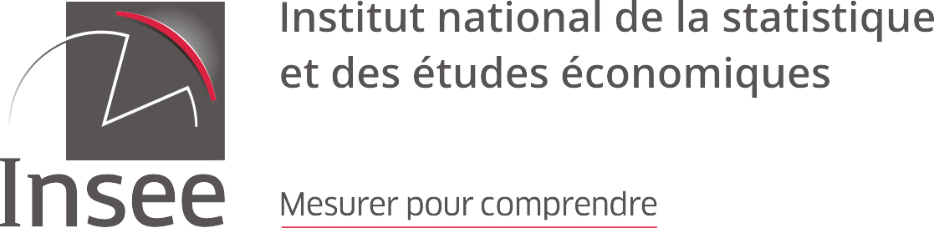 Institut national de la statistique
et des études économiques
Insee
Mesurer pour comprendre